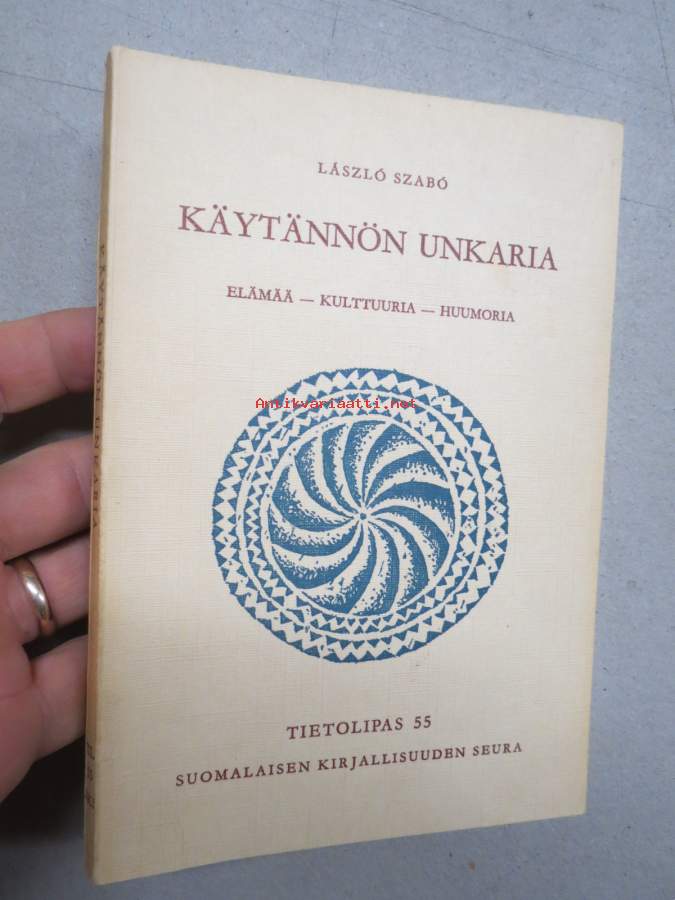 LÁSZLÓ SZABÓ
KÄYTÄNNÖN UNKARIA
ELÄMÄÄ — KULTTUURIA — HUUMORIA
Antikvariaatti.net
TIETOLIPAS 55
SUOMALAISEN KIRJALLISUUDEN SEURA
KÄYTÄNNÖN UNKARIA